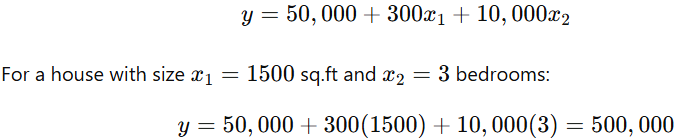 y = 50,000 + 300x₁ + 10,000x₂
For a house with size x₁ = 1500 sq.ft and x₂ = 3 bedrooms:
y = 50,000 + 300(1500) + 10,000(3) = 500,000